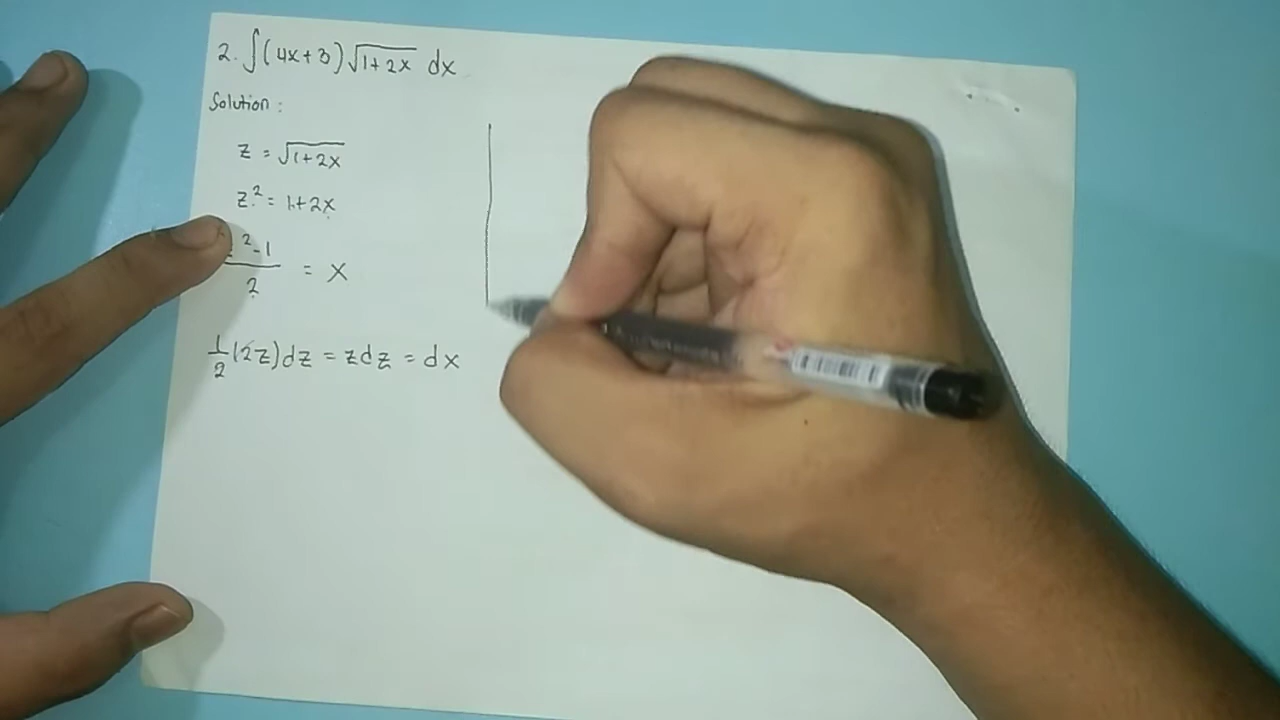 2. ∫(4x+3)√1+2x dx
Solution:
z = √1+2x
z² = 1+2x
²-1/2 = x
1/2(2z)dz = zdz = dx